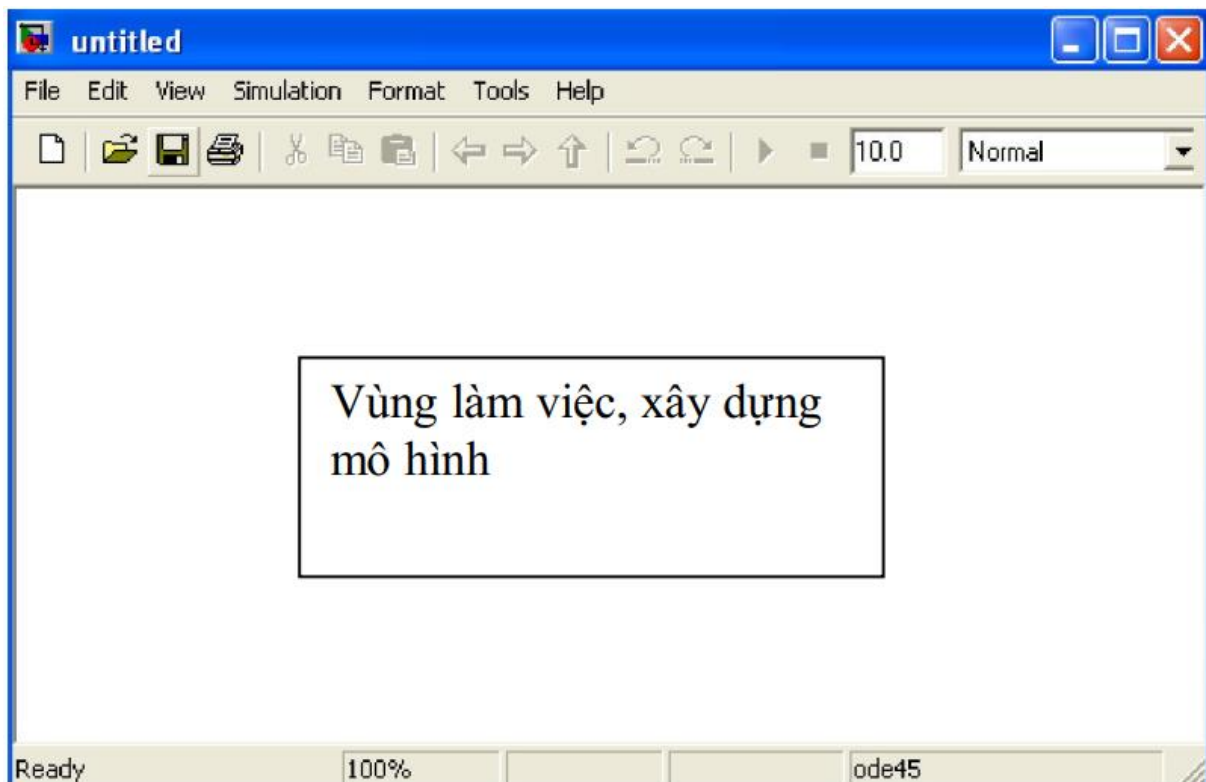 untitled
File Edit View Simulation Format Tools Help
10.0 Normal
Vùng làm việc, xây dựng
mô hình
Ready 100% ode45